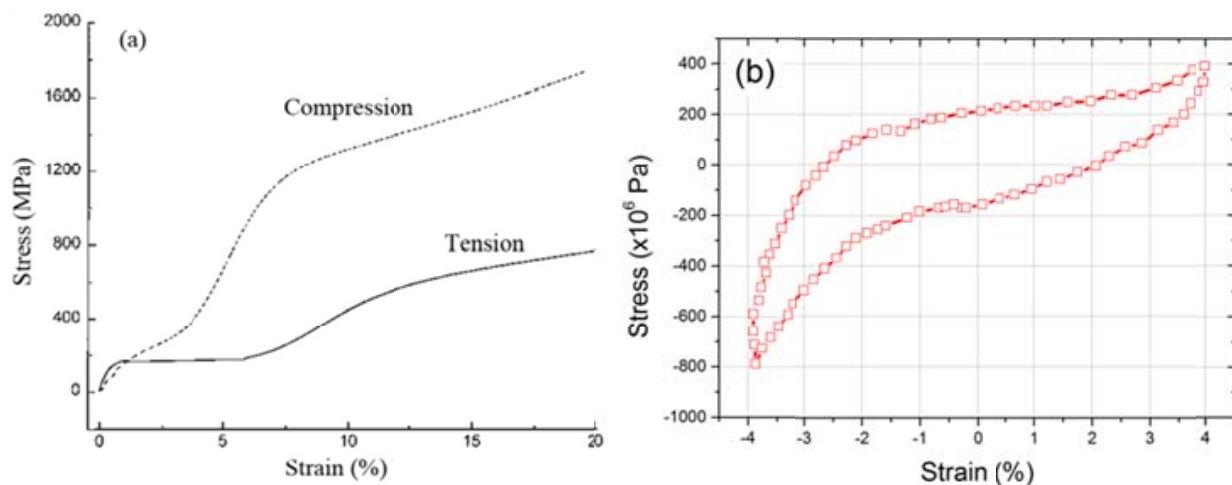 (a)
Stress (MPa)
2000
1600
1200
800
400
0
Compression
Tension
0 5 10 15 20
Strain (%)
(b)
Stress (x10⁶ Pa)
400
200
0
-200
-400
-600
-800
-1000
-4 -3 -2 -1 0 1 2 3 4
Strain (%)